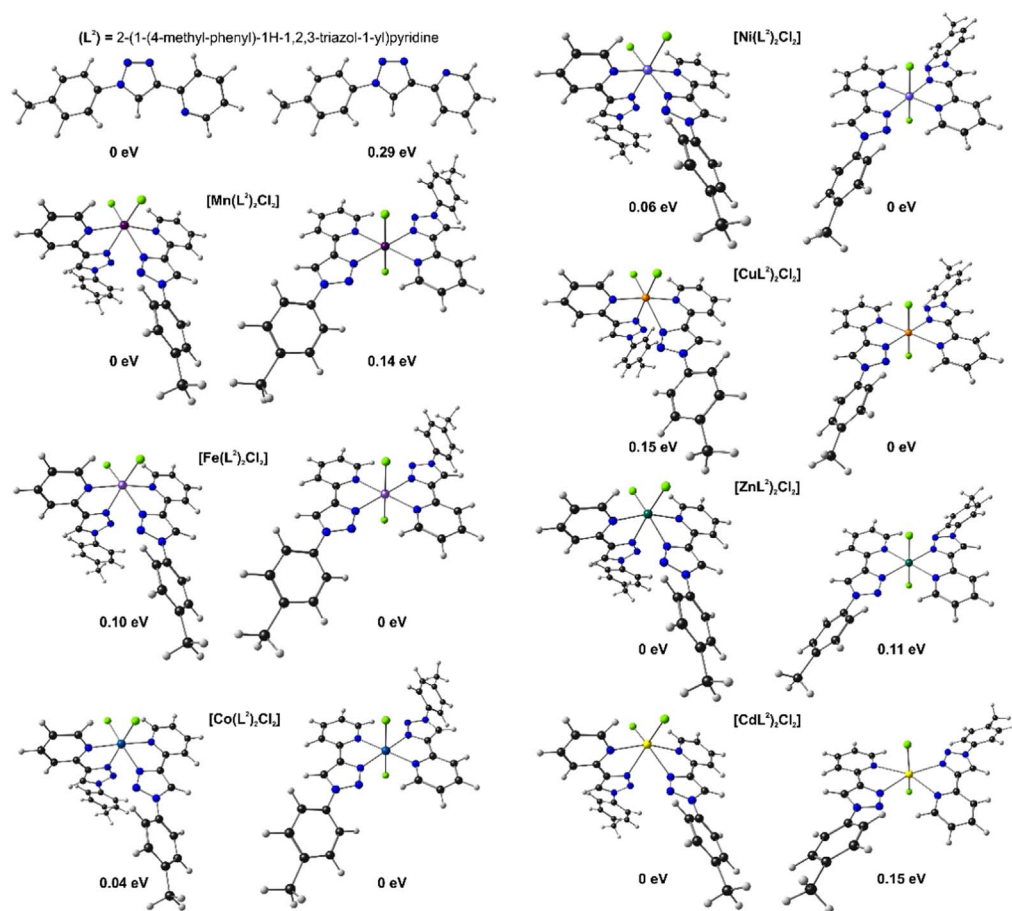 (L²) = 2-(1-(4-methyl-phenyl)-1H-1,2,3-triazol-1-yl)pyridine
0 eV
0.29 eV
[Mn(L²)₂Cl₂]
0 eV
0.14 eV
[Fe(L²)₂Cl₂]
0.10 eV
0 eV
[Co(L²)₂Cl₂]
0.04 eV
0 eV
[Ni(L²)₂Cl₂]
0.06 eV
0 eV
[CuL²)₂Cl₂]
0.15 eV
0 eV
[ZnL²)₂Cl₂]
0 eV
0.11 eV
[CdL²)₂Cl₂]
0 eV
0.15 eV